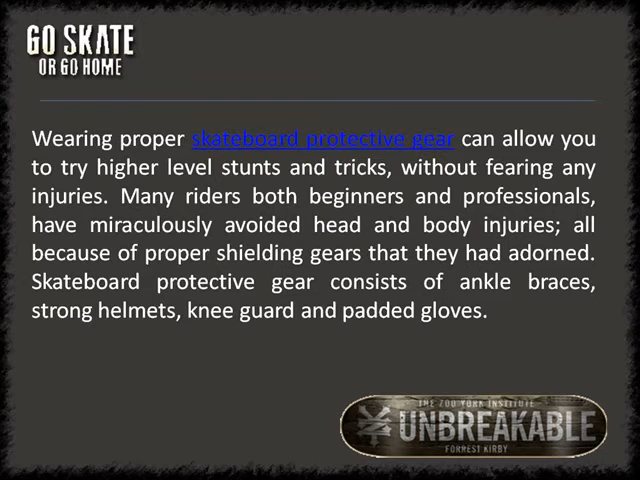 GO SKATE
OR GO HOME
Wearing proper skateboard protective gear can allow you
to try higher level stunts and tricks, without fearing any
injuries. Many riders both beginners and professionals,
have miraculously avoided head and body injuries; all
because of proper shielding gears that they had adorned.
Skateboard protective gear consists of ankle braces,
strong helmets, knee guard and padded gloves.
THE ZOO YORK INSTITUTE
UNBREAKABLE
FORREST KIRBY